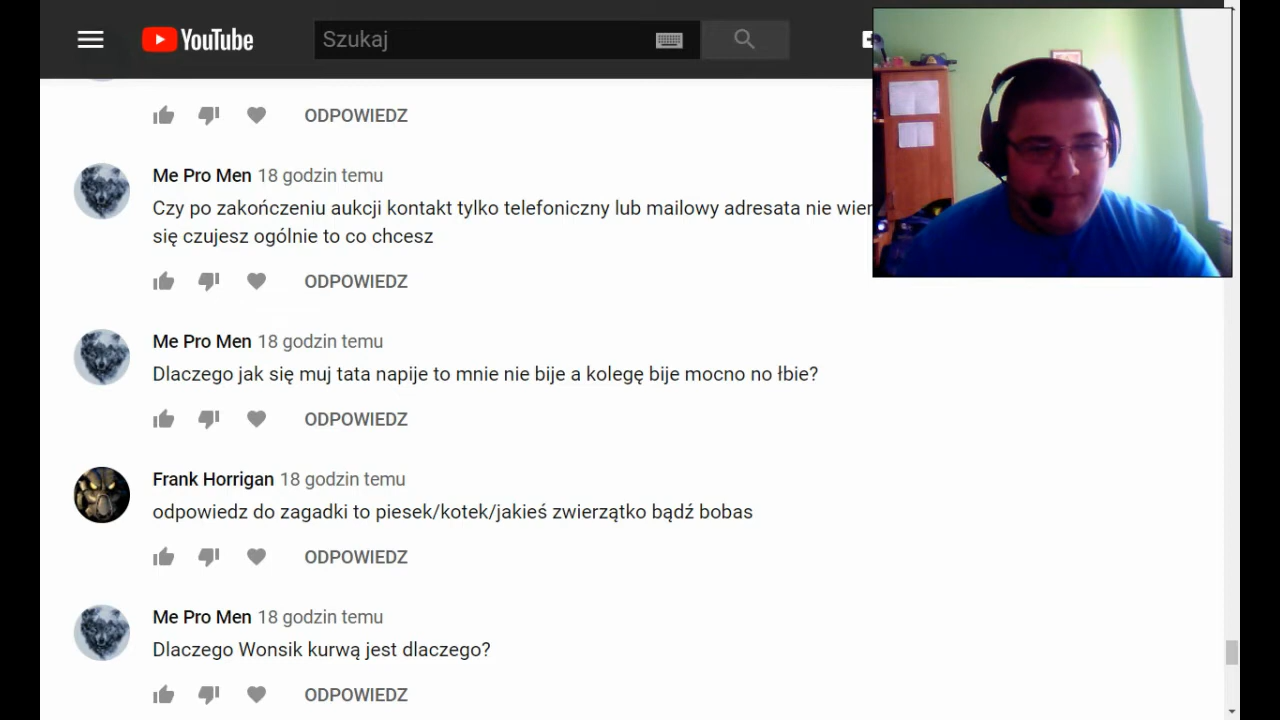 YouTube
Szukaj
ODPOWIEDZ
Me Pro Men 18 godzin temu
Czy po zakończeniu aukcji kontakt tylko telefoniczny lub mailowy adresata nie
się czujesz ogólnie to co chcesz
ODPOWIEDZ
Me Pro Men 18 godzin temu
Dlaczego jak się muj tata napije to mnie nie bije a kolegę bije mocno no łbie?
ODPOWIEDZ
Frank Horrigan 18 godzin temu
odpowiedz do zagadki to piesek/kotek/jakieś zwierzątko bądź bobas
ODPOWIEDZ
Me Pro Men 18 godzin temu
Dlaczego Wonsik kurwą jest dlaczego?
ODPOWIEDZ